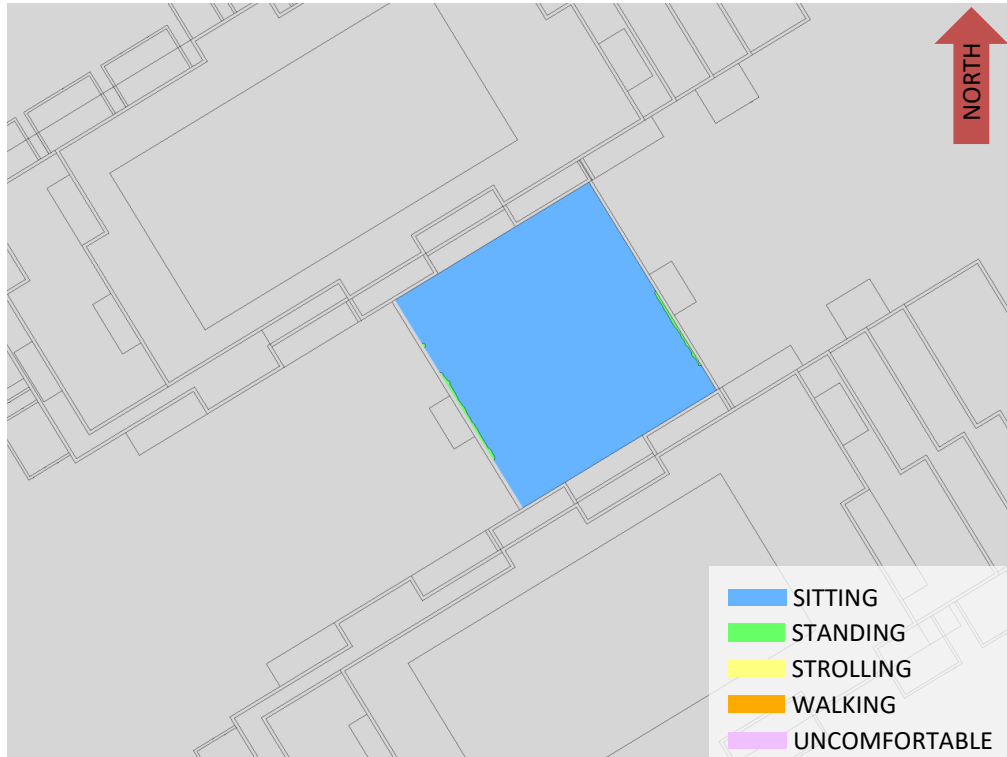 NORTH
SITTING
STANDING
STROLLING
WALKING
UNCOMFORTABLE